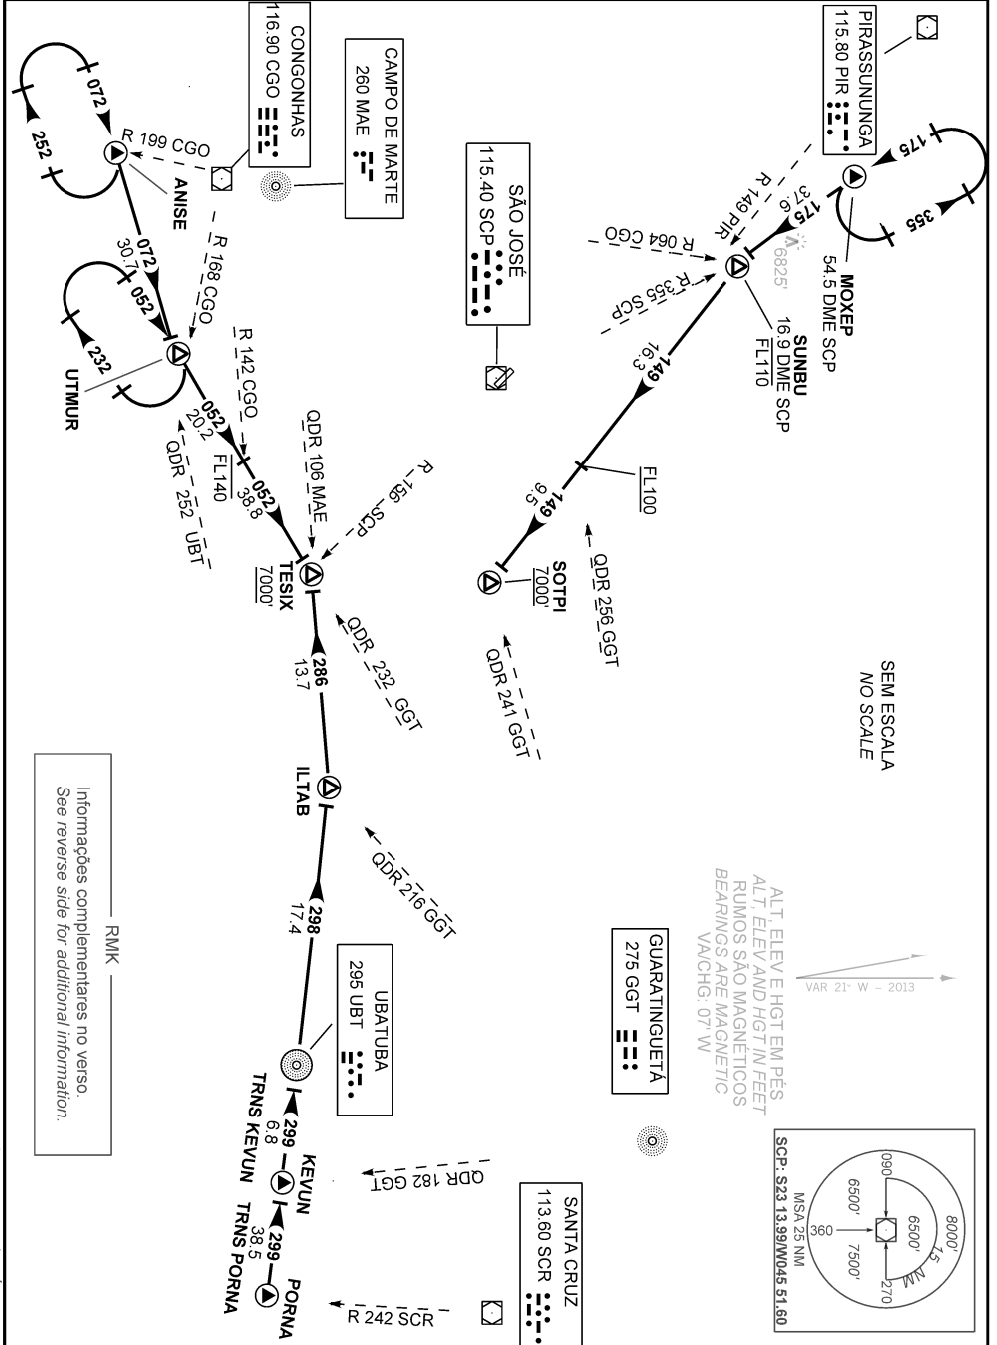 PIRASSUNUNGA
115.80 PIR
CONGONHAS
116.90 CGO
CAMPO DE MARTE
260 MAE
SÃO JOSÉ
115.40 SCP
175
355
175
37.6
MOXEP
54.5 DME SCP
6825'
R 149 PIR
R 064 CGO
R 355 SCP
SUNBU
16.9 DME SCP
FL110
149
16.3
FL100
149
9.5
SOTPI
7000'
QDR 256 GGT
QDR 241 GGT
072
252
R 199 CGO
ANISE
072
30.7
R 168 CGO
052
232
UTMUR
052
20.2
R 142 CGO
FL140
QDR 252 UBT
052
38.8
QDR 106 MAE
R 156 SCP
TESIX
7000'
QDR 232 GGT
286
13.7
ILTAB
QDR 216 GGT
298
17.4
UBATUBA
295 UBT
299
6.8
TRNS KEVUN
KEVUN
QDR 182 GGT
299
38.5
TRNS PORNA
PORNA
R 242 SCR
SANTA CRUZ
113.60 SCR
GUARATINGUETÁ
275 GGT
SEM ESCALA
NO SCALE
VAR 21° W - 2013
ALT, ELEV E HGT EM PÉS
ALT, ELEV AND HGT IN FEET
RUMOS SÃO MAGNÉTICOS
BEARINGS ARE MAGNETIC
VA/CHG: 07' W
8000'
15 NM
6500'
6500'
7500'
090
270
360
MSA 25 NM
SCP: S23 13.99/W045 51.60
RMK
Informações complementares no verso.
See reverse side for additional information.